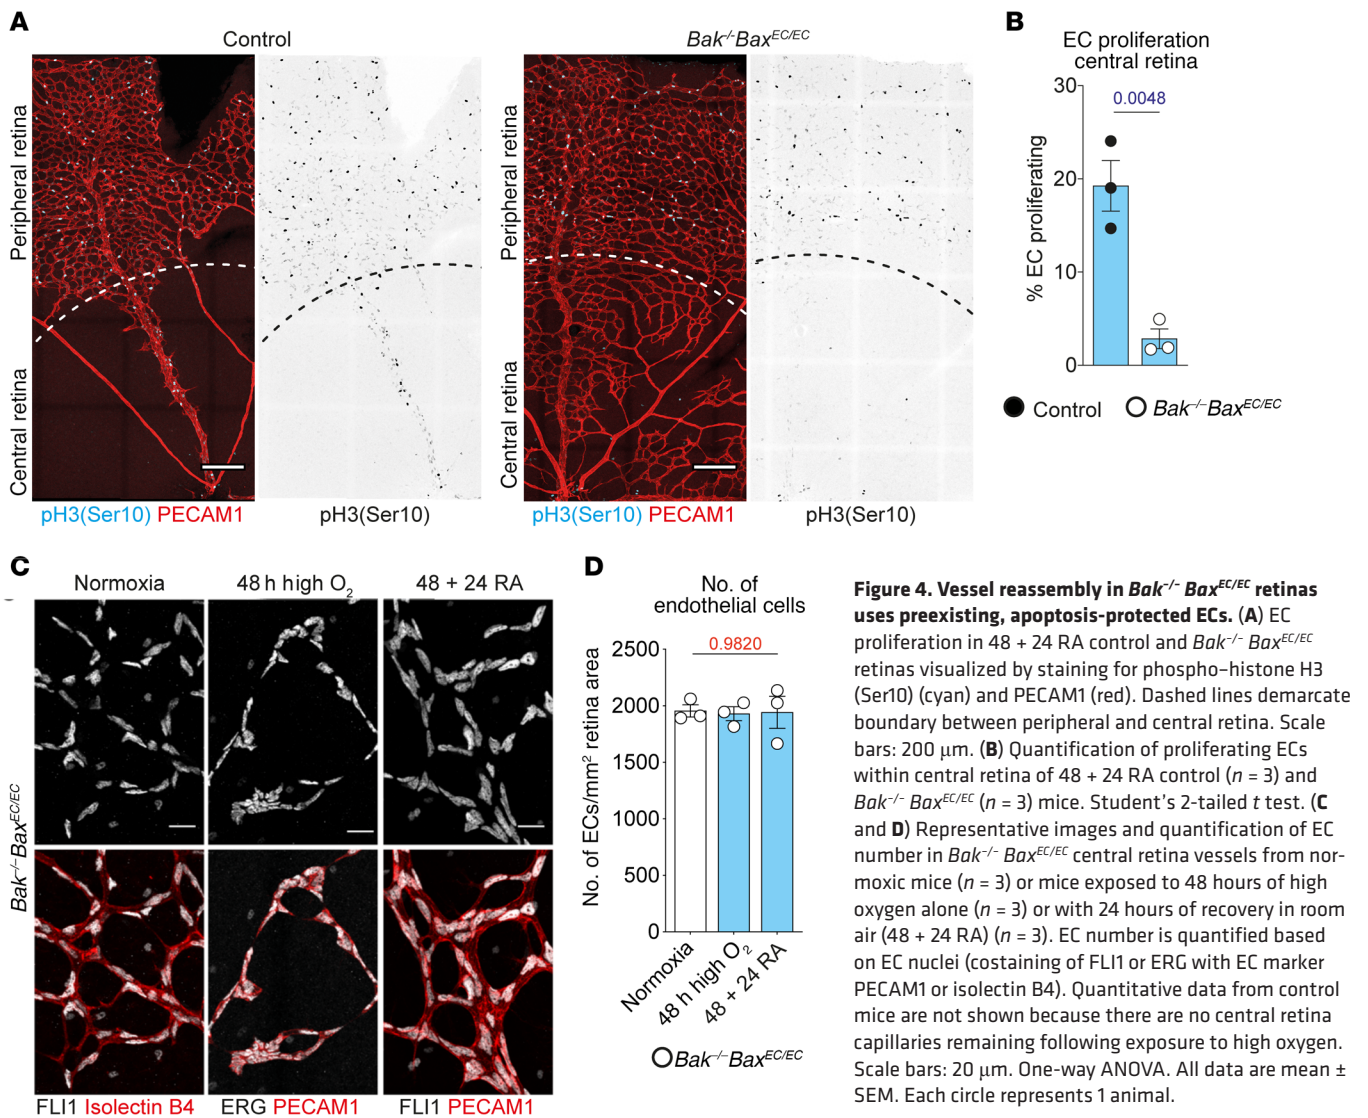 A
Control
Bak⁻/⁻BaxEC/EC
Peripheral retina
Central retina
Peripheral retina
Central retina
pH3(Ser10) PECAM1
pH3(Ser10)
pH3(Ser10) PECAM1
pH3(Ser10)
B
EC proliferation
central retina
% EC proliferating
30
20
10
0
0.0048
Control
Bak⁻/⁻BaxEC/EC
C
Normoxia
48 h high O2
48 + 24 RA
Bak⁻/⁻BaxEC/EC
FLI1 Isolectin B4
ERG PECAM1
FLI1 PECAM1
D
No. of
endothelial cells
No. of ECs/mm² retina area
2500
2000
1500
1000
500
0
0.9820
Normoxia
48 h high O2
48 + 24 RA
Bak⁻/⁻BaxEC/EC
Figure 4. Vessel reassembly in Bak⁻/⁻ BaxEC/EC retinas
uses preexisting, apoptosis-protected ECs. (A) EC
proliferation in 48 + 24 RA control and Bak⁻/⁻ BaxEC/EC
retinas visualized by staining for phospho–histone H3
(Ser10) (cyan) and PECAM1 (red). Dashed lines demarcate
boundary between peripheral and central retina. Scale
bars: 200 μm. (B) Quantification of proliferating ECs
within central retina of 48 + 24 RA control (n = 3) and
Bak⁻/⁻ BaxEC/EC (n = 3) mice. Student's 2-tailed t test. (C
and D) Representative images and quantification of EC
number in Bak⁻/⁻ BaxEC/EC central retina vessels from nor-
moxic mice (n = 3) or mice exposed to 48 hours of high
oxygen alone (n = 3) or with 24 hours of recovery in room
air (48 + 24 RA) (n = 3). EC number is quantified based
on EC nuclei (costaining of FLI1 or ERG with EC marker
PECAM1 or isolectin B4). Quantitative data from control
mice are not shown because there are no central retina
capillaries remaining following exposure to high oxygen.
Scale bars: 20 μm. One-way ANOVA. All data are mean ±
SEM. Each circle represents 1 animal.